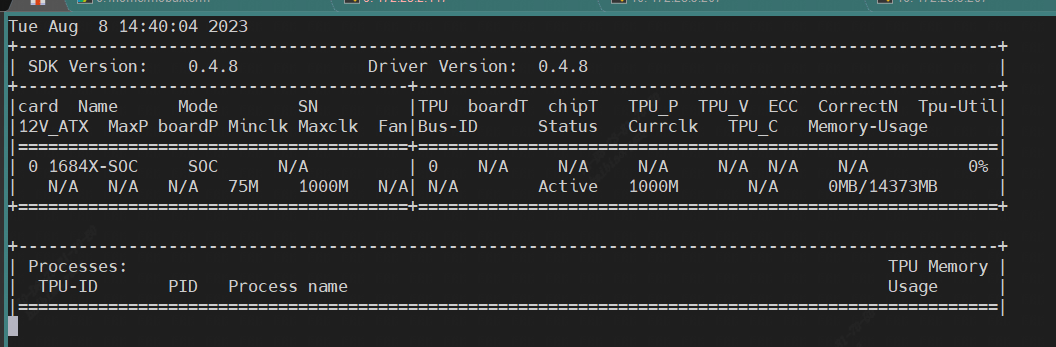 Tue Aug  8 14:40:04 2023
+--------------------------------------------------------------------------------------------------+
| SDK Version:    0.4.8             Driver Version:  0.4.8                                         |
+---------------------------------------+----------------------------------------------------------+
|card  Name      Mode        SN         |TPU  boardT  chipT   TPU_P  TPU_V  ECC  CorrectN  Tpu-Util|
|12V_ATX  MaxP boardP Minclk Maxclk  Fan|Bus-ID      Status   Currclk   TPU_C   Memory-Usage       |
|=======================================+==========================================================|
| 0 1684X-SOC     SOC      N/A          | 0    N/A     N/A     N/A     N/A  N/A    N/A          0% |
|   N/A   N/A   N/A   75M    1000M   N/A| N/A        Active   1000M       N/A     0MB/14373MB      |
+=======================================+==========================================================+
+--------------------------------------------------------------------------------------------------+
| Processes:                                                                            TPU Memory |
|  TPU-ID       PID   Process name                                                      Usage      |
|==================================================================================================|